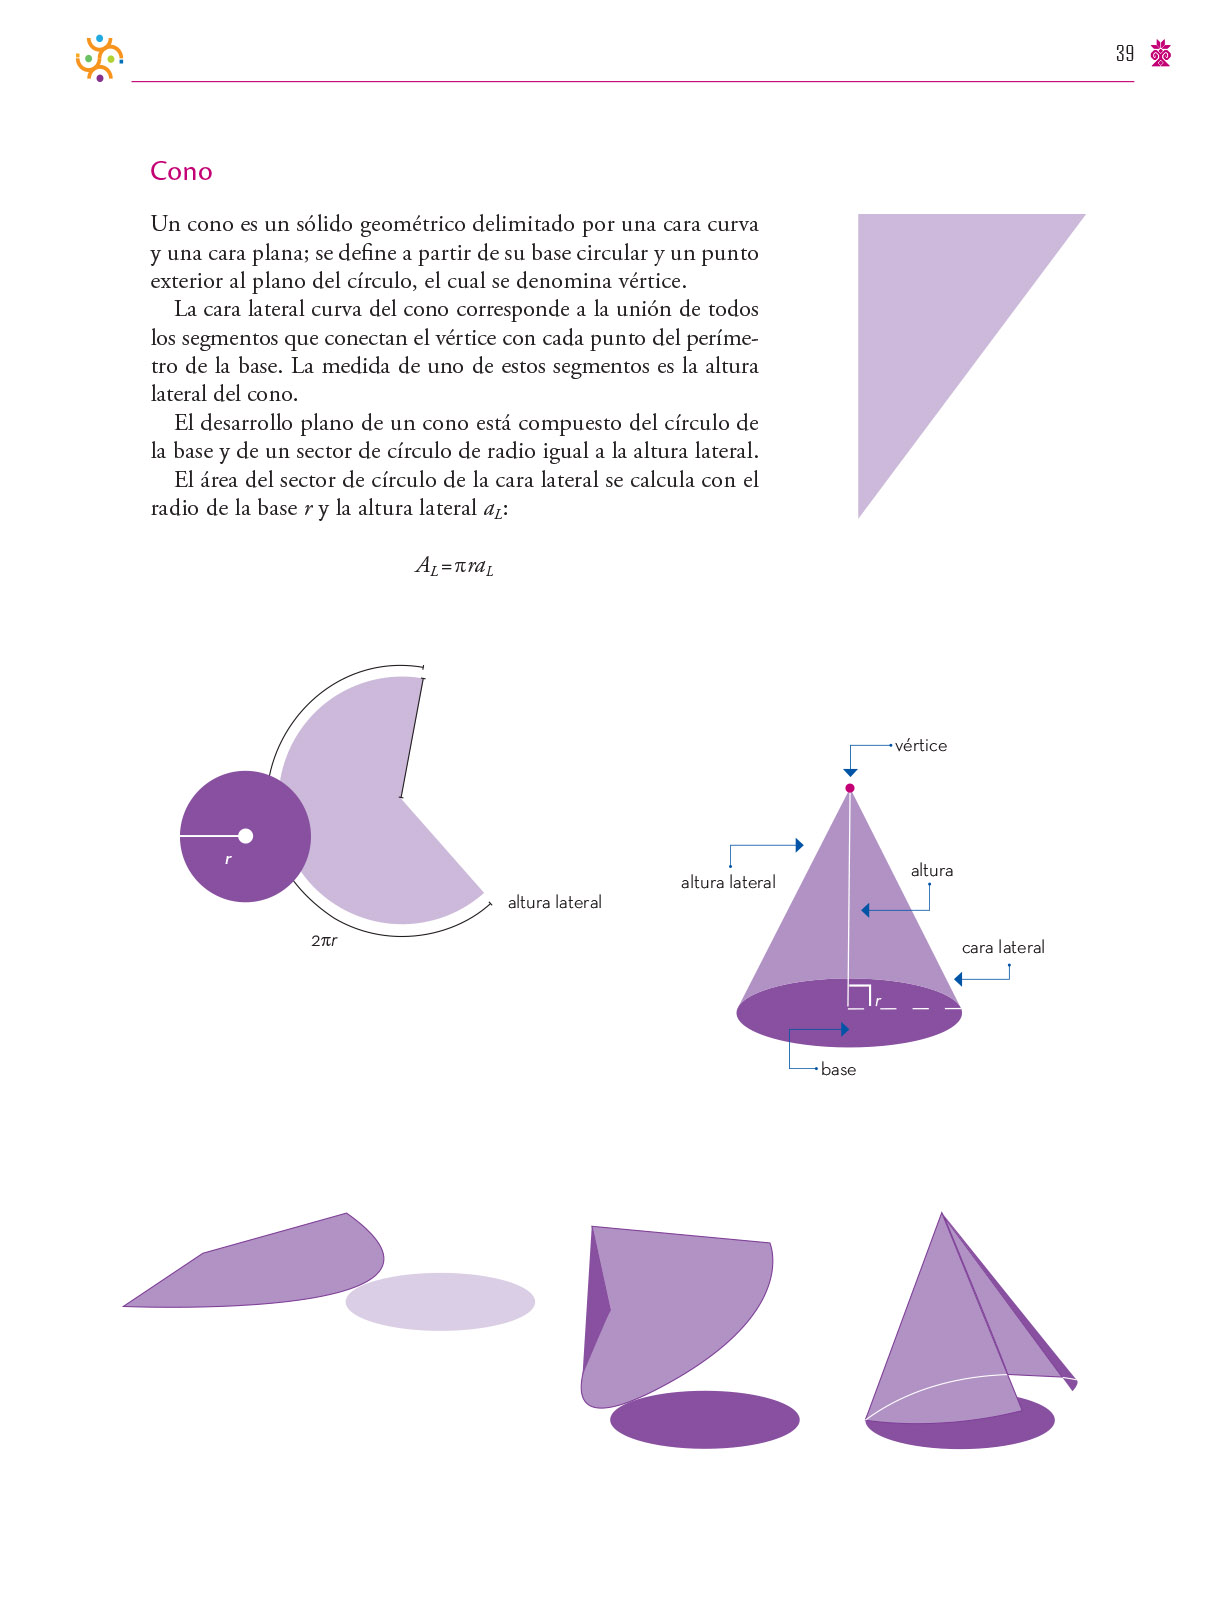 39
Cono
Un cono es un sólido geométrico delimitado por una cara curva
y una cara plana; se define a partir de su base circular y un punto
exterior al plano del círculo, el cual se denomina vértice.
La cara lateral curva del cono corresponde a la unión de todos
los segmentos que conectan el vértice con cada punto del períme-
tro de la base. La medida de uno de estos segmentos es la altura
lateral del cono.
El desarrollo plano de un cono está compuesto del círculo de
la base y de un sector de círculo de radio igual a la altura lateral.
El área del sector de círculo de la cara lateral se calcula con el
radio de la base r y la altura lateral a_L:
A_L = πra_L
r
altura lateral
2πr
vértice
altura lateral
altura
cara lateral
r
base